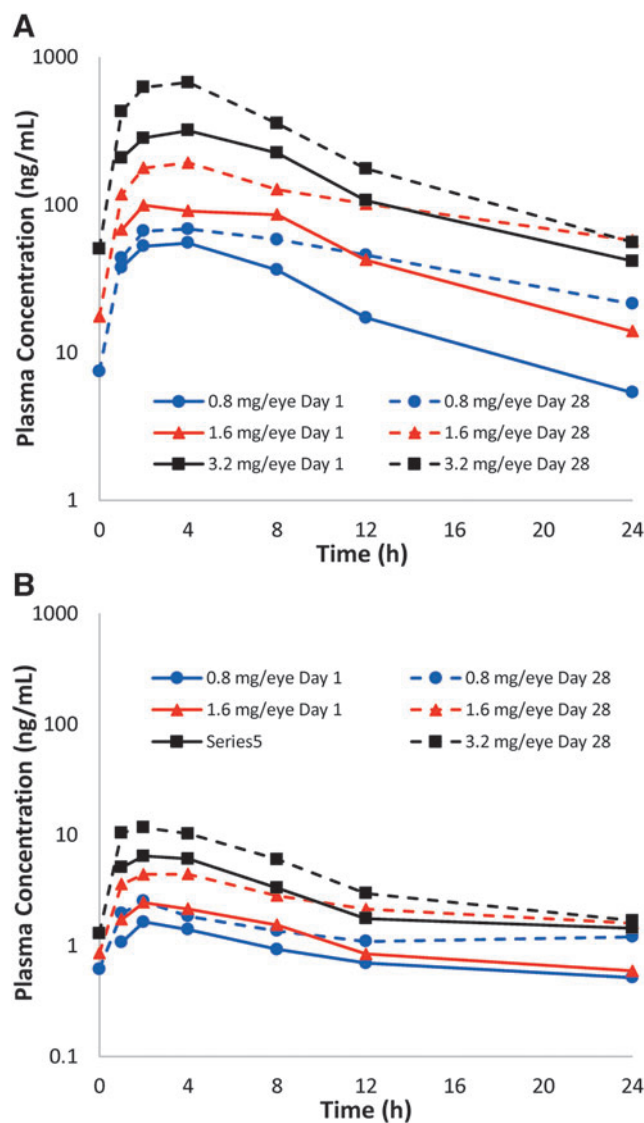 A
Plasma Concentration (ng/mL)
1000
100
10
1
0.8 mg/eye Day 1 0.8 mg/eye Day 28
1.6 mg/eye Day 1 1.6 mg/eye Day 28
3.2 mg/eye Day 1 3.2 mg/eye Day 28
0 4 8 12 16 20 24
Time (h)
B
Plasma Concentration (ng/mL)
1000
100
10
1
0.1
0.8 mg/eye Day 1 0.8 mg/eye Day 28
1.6 mg/eye Day 1 1.6 mg/eye Day 28
Series5 3.2 mg/eye Day 28
0 4 8 12 16 20 24
Time (h)